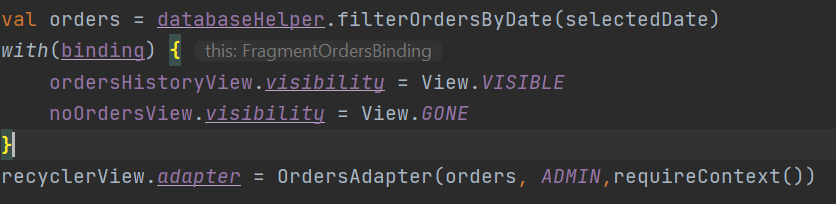 val orders = databaseHelper.filterOrdersByDate(selectedDate)
with(binding) { this: FragmentOrdersBinding
    ordersHistoryView.visibility = View.VISIBLE
    noOrdersView.visibility = View.GONE
}
recyclerView.adapter = OrdersAdapter(orders, ADMIN,requireContext())